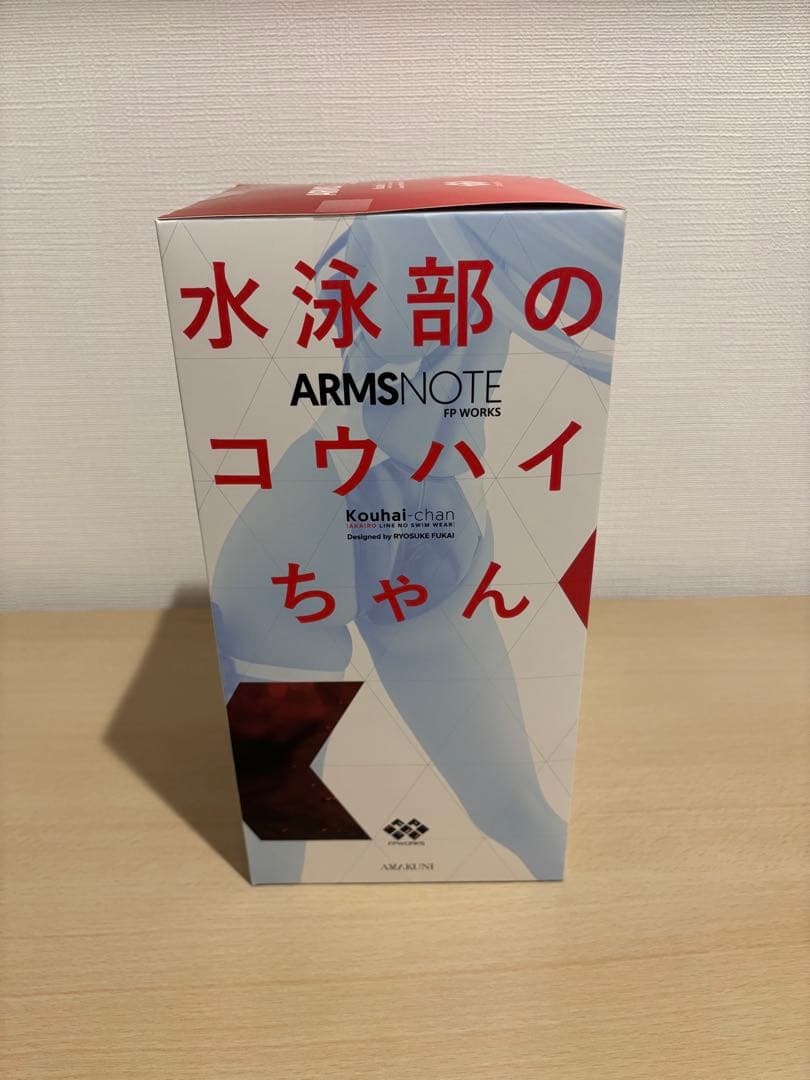 水泳部の
ARMSNOTE
FP WORKS
コウハイ
Kouhai-chan
[AKAIRO LINE NO SWIM WEAR]
Designed by RYOSUKE FUKAI
ちゃん
FPWORKS
AMAKUNI